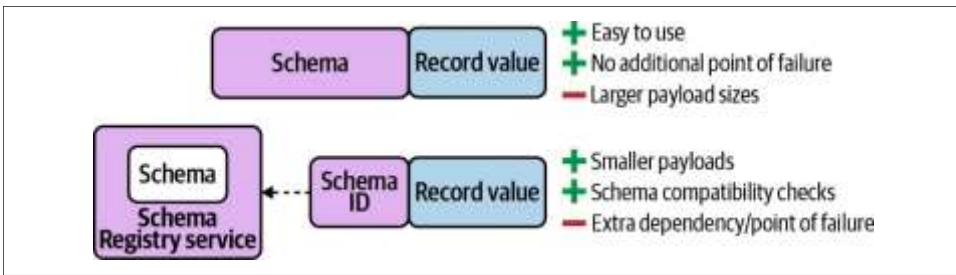 Schema
Record value
+ Easy to use
+ No additional point of failure
− Larger payload sizes
Schema
Schema
Registry service
Schema
ID
Record value
+ Smaller payloads
+ Schema compatibility checks
− Extra dependency/point of failure